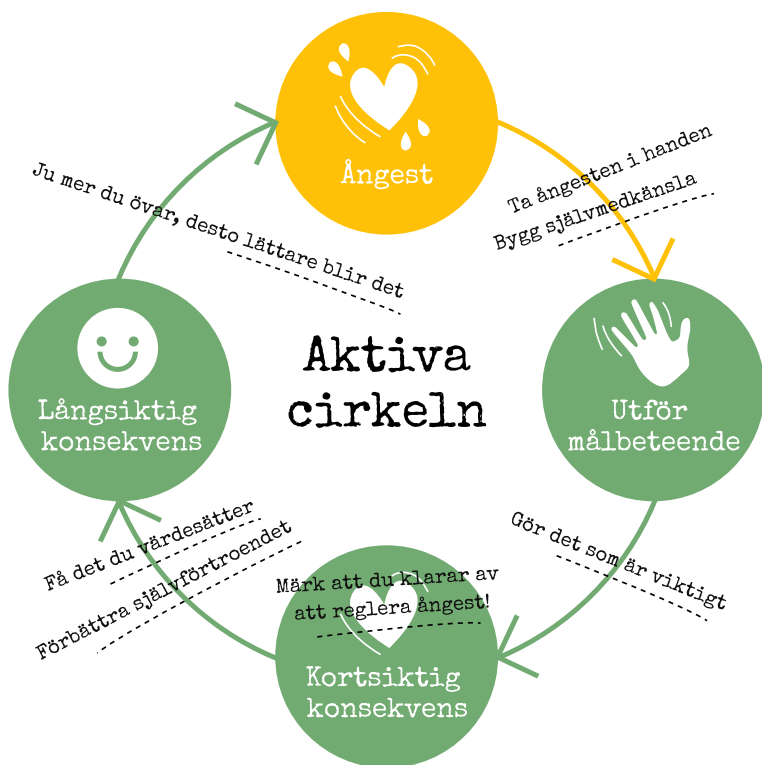 Ångest
Ta ångesten i handen
Bygg självmedkänsla
Ju mer du övar, desto lättare blir det
Aktiva
cirkeln
Långsiktig
konsekvens
Utför
målbeteende
Få det du värdesätter
Förbättra självförtroendet
Gör det som är viktigt
Märk att du klarar av
att reglera ångest!
Kortsiktig
konsekvens